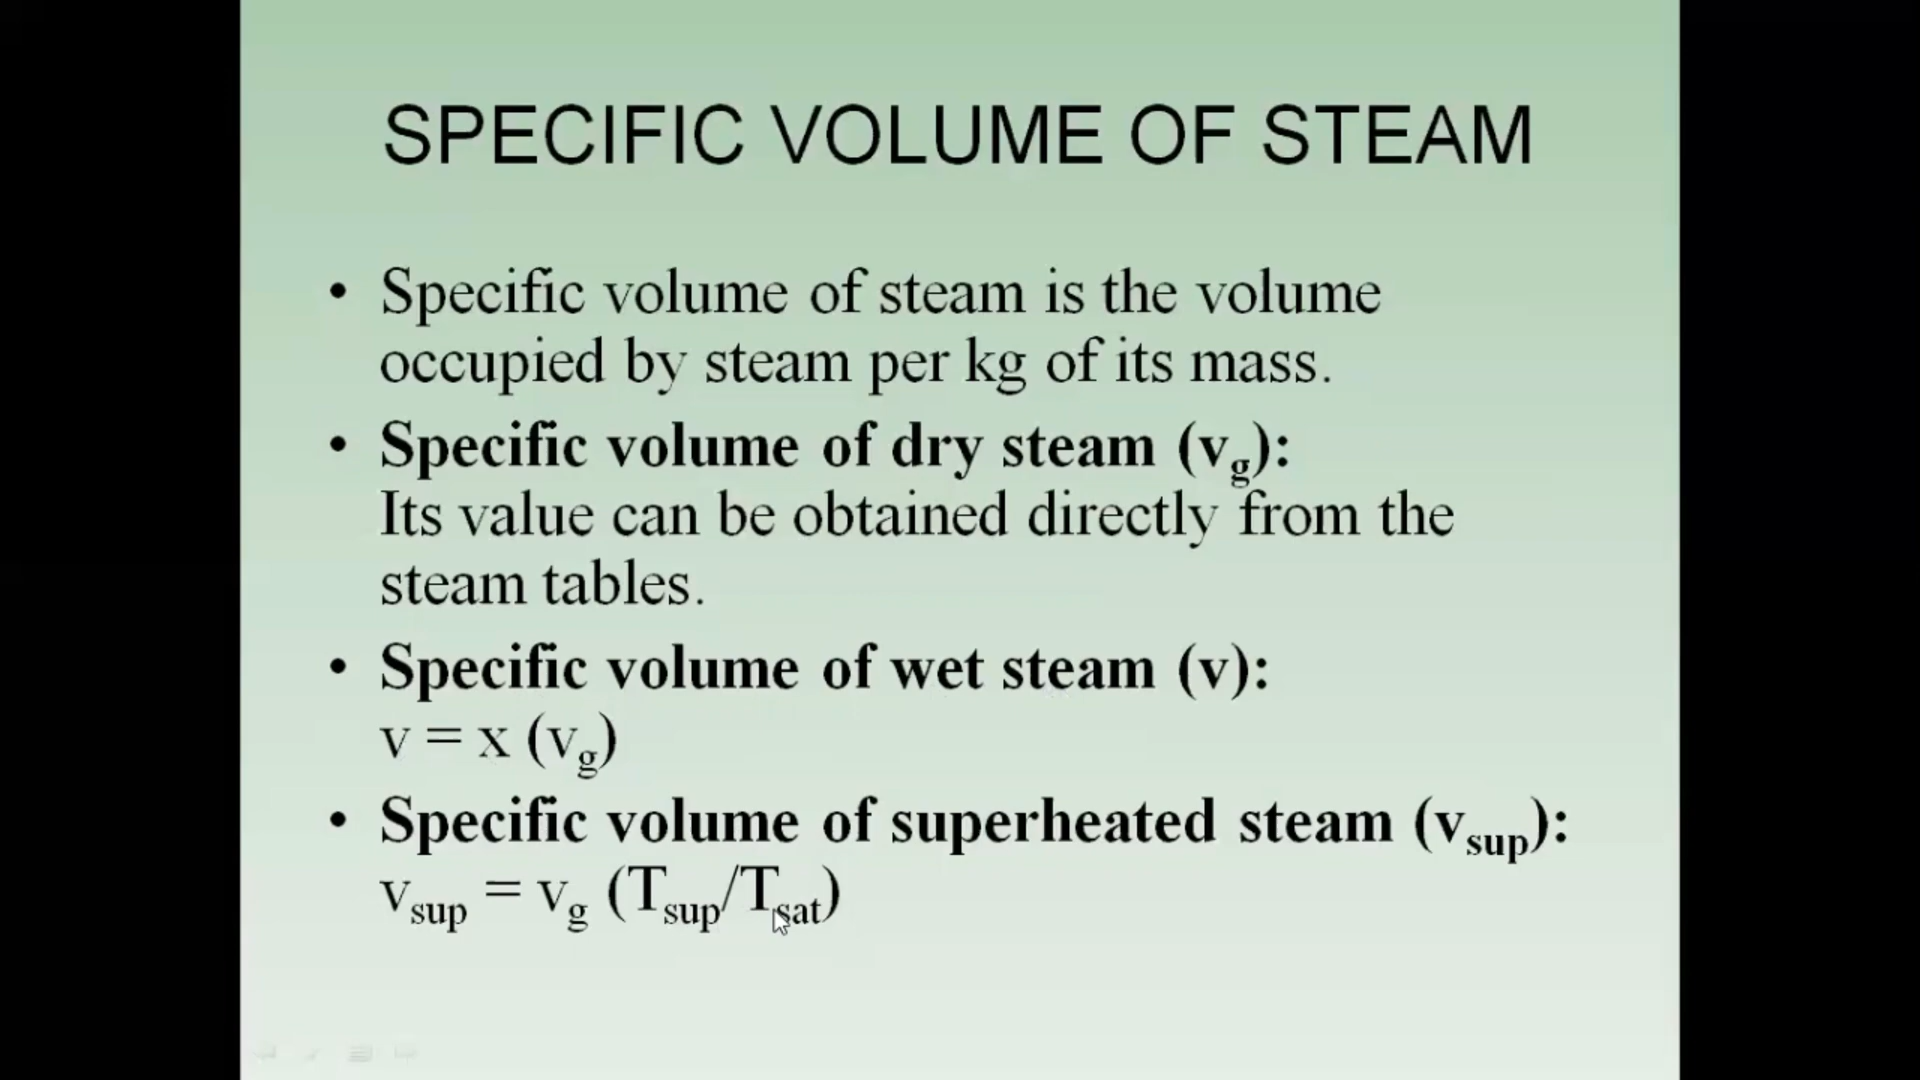 SPECIFIC VOLUME OF STEAM
• Specific volume of steam is the volume
occupied by steam per kg of its mass.
• Specific volume of dry steam (vg):
Its value can be obtained directly from the
steam tables.
• Specific volume of wet steam (v):
v = x (vg)
• Specific volume of superheated steam (vsup):
vsup = vg (Tsup/Tsat)